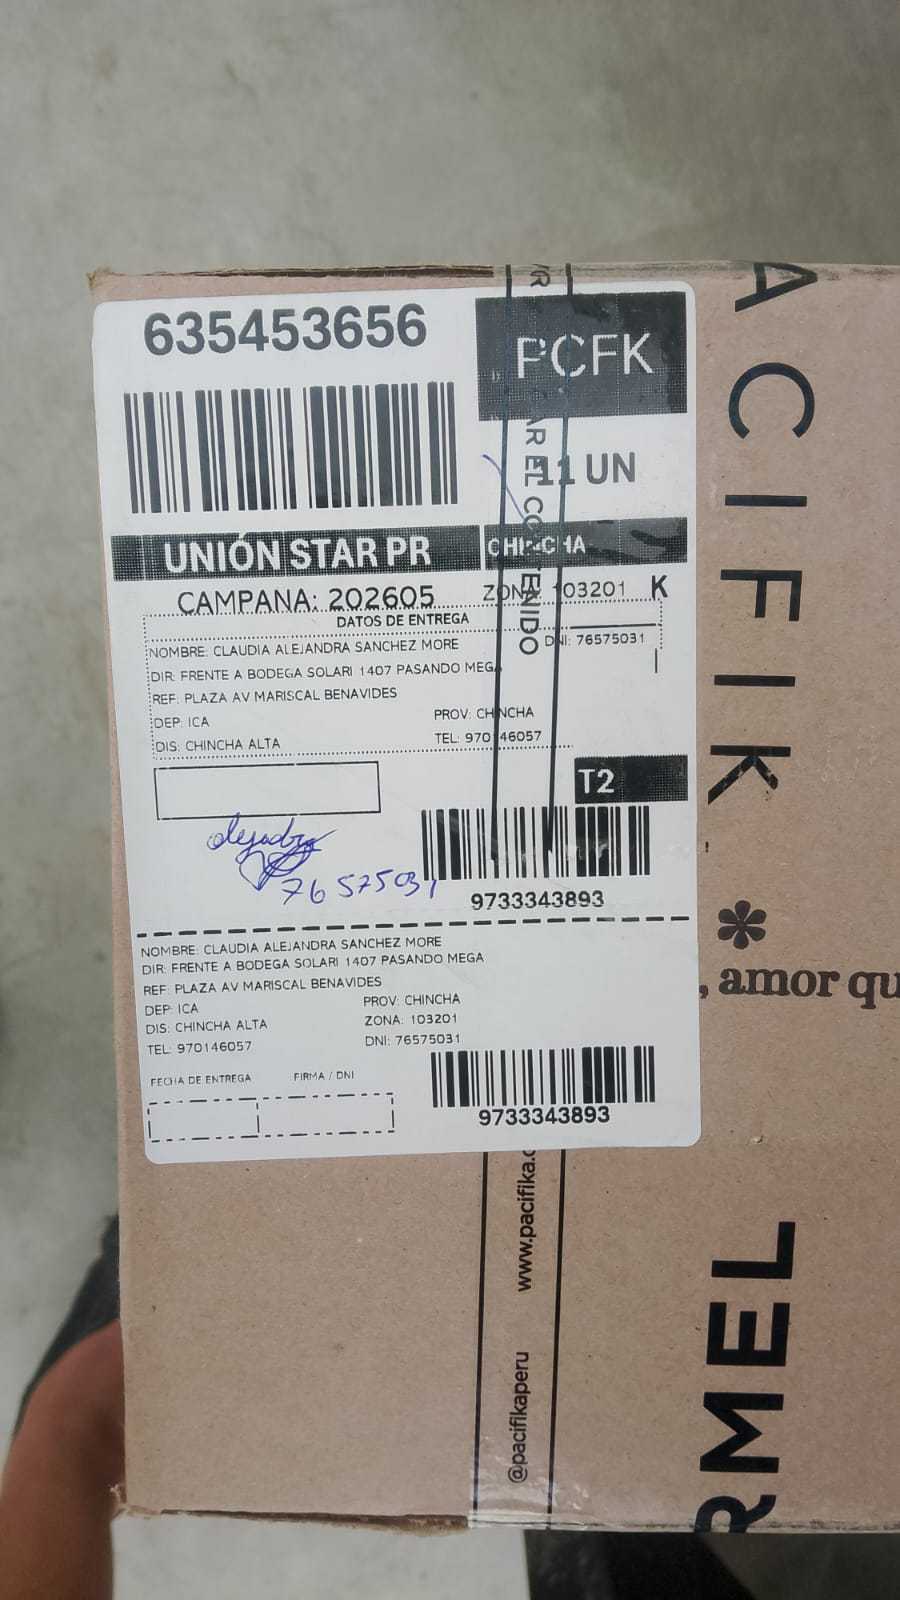 635453656
PCFK
11 UN
UNIÓN STAR PR
CHINCHA
CAMPANA: 202605
ZONA: 103201 K
DATOS DE ENTREGA
NOMBRE: CLAUDIA ALEJANDRA SANCHEZ MORE
DNI: 76575031
DIR: FRENTE A BODEGA SOLARI 1407 PASANDO MEGA
REF: PLAZA AV MARISCAL BENAVIDES
DEP: ICA
PROV: CHINCHA
DIS: CHINCHA ALTA
TEL: 970146057
T2
76575031
9733343893
NOMBRE: CLAUDIA ALEJANDRA SANCHEZ MORE
DIR: FRENTE A BODEGA SOLARI 1407 PASANDO MEGA
REF: PLAZA AV MARISCAL BENAVIDES
DEP: ICA
PROV: CHINCHA
DIS: CHINCHA ALTA
ZONA: 103201
TEL: 970146057
DNI: 76575031
FECHA DE ENTREGA
FIRMA / DNI
9733343893
AR EL CONTENIDO
www.pacifika.c
@pacifikaperu
ACIFIKA
, amor qu
RMEL